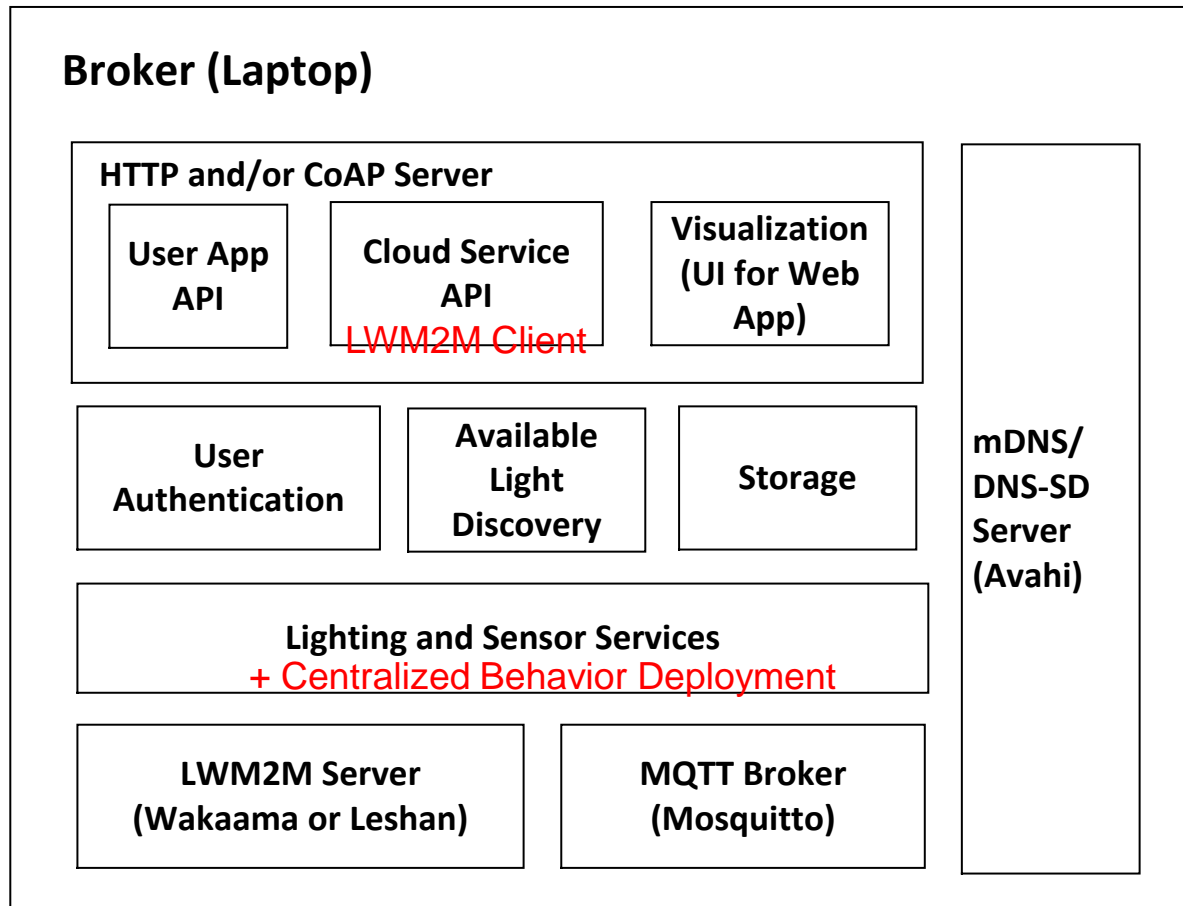 Broker (Laptop)
HTTP and/or CoAP Server
User App
API
Cloud Service
API
LWM2M Client
Visualization
(UI for Web
App)
User
Authentication
Available
Light
Discovery
Storage
mDNS/
DNS-SD
Server
(Avahi)
Lighting and Sensor Services
+ Centralized Behavior Deployment
LWM2M Server
(Wakaama or Leshan)
MQTT Broker
(Mosquitto)